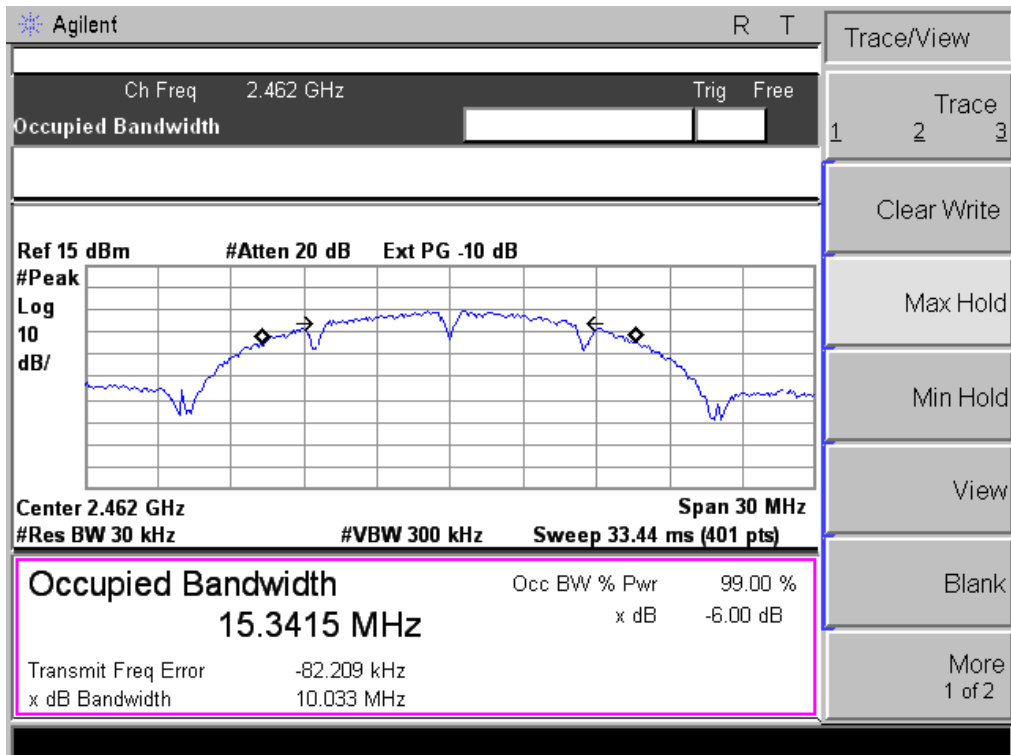 Agilent R T
Trace/View
Ch Freq 2.462 GHz Trig Free
Occupied Bandwidth
Trace
1 2 3
Clear Write
Ref 15 dBm #Atten 20 dB Ext PG -10 dB
#Peak
Log
10
dB/
Max Hold
Min Hold
View
Center 2.462 GHz Span 30 MHz
#Res BW 30 kHz #VBW 300 kHz Sweep 33.44 ms (401 pts)
Occupied Bandwidth Occ BW % Pwr 99.00 %
15.3415 MHz x dB -6.00 dB
Blank
Transmit Freq Error -82.209 kHz
x dB Bandwidth 10.033 MHz
More
1 of 2